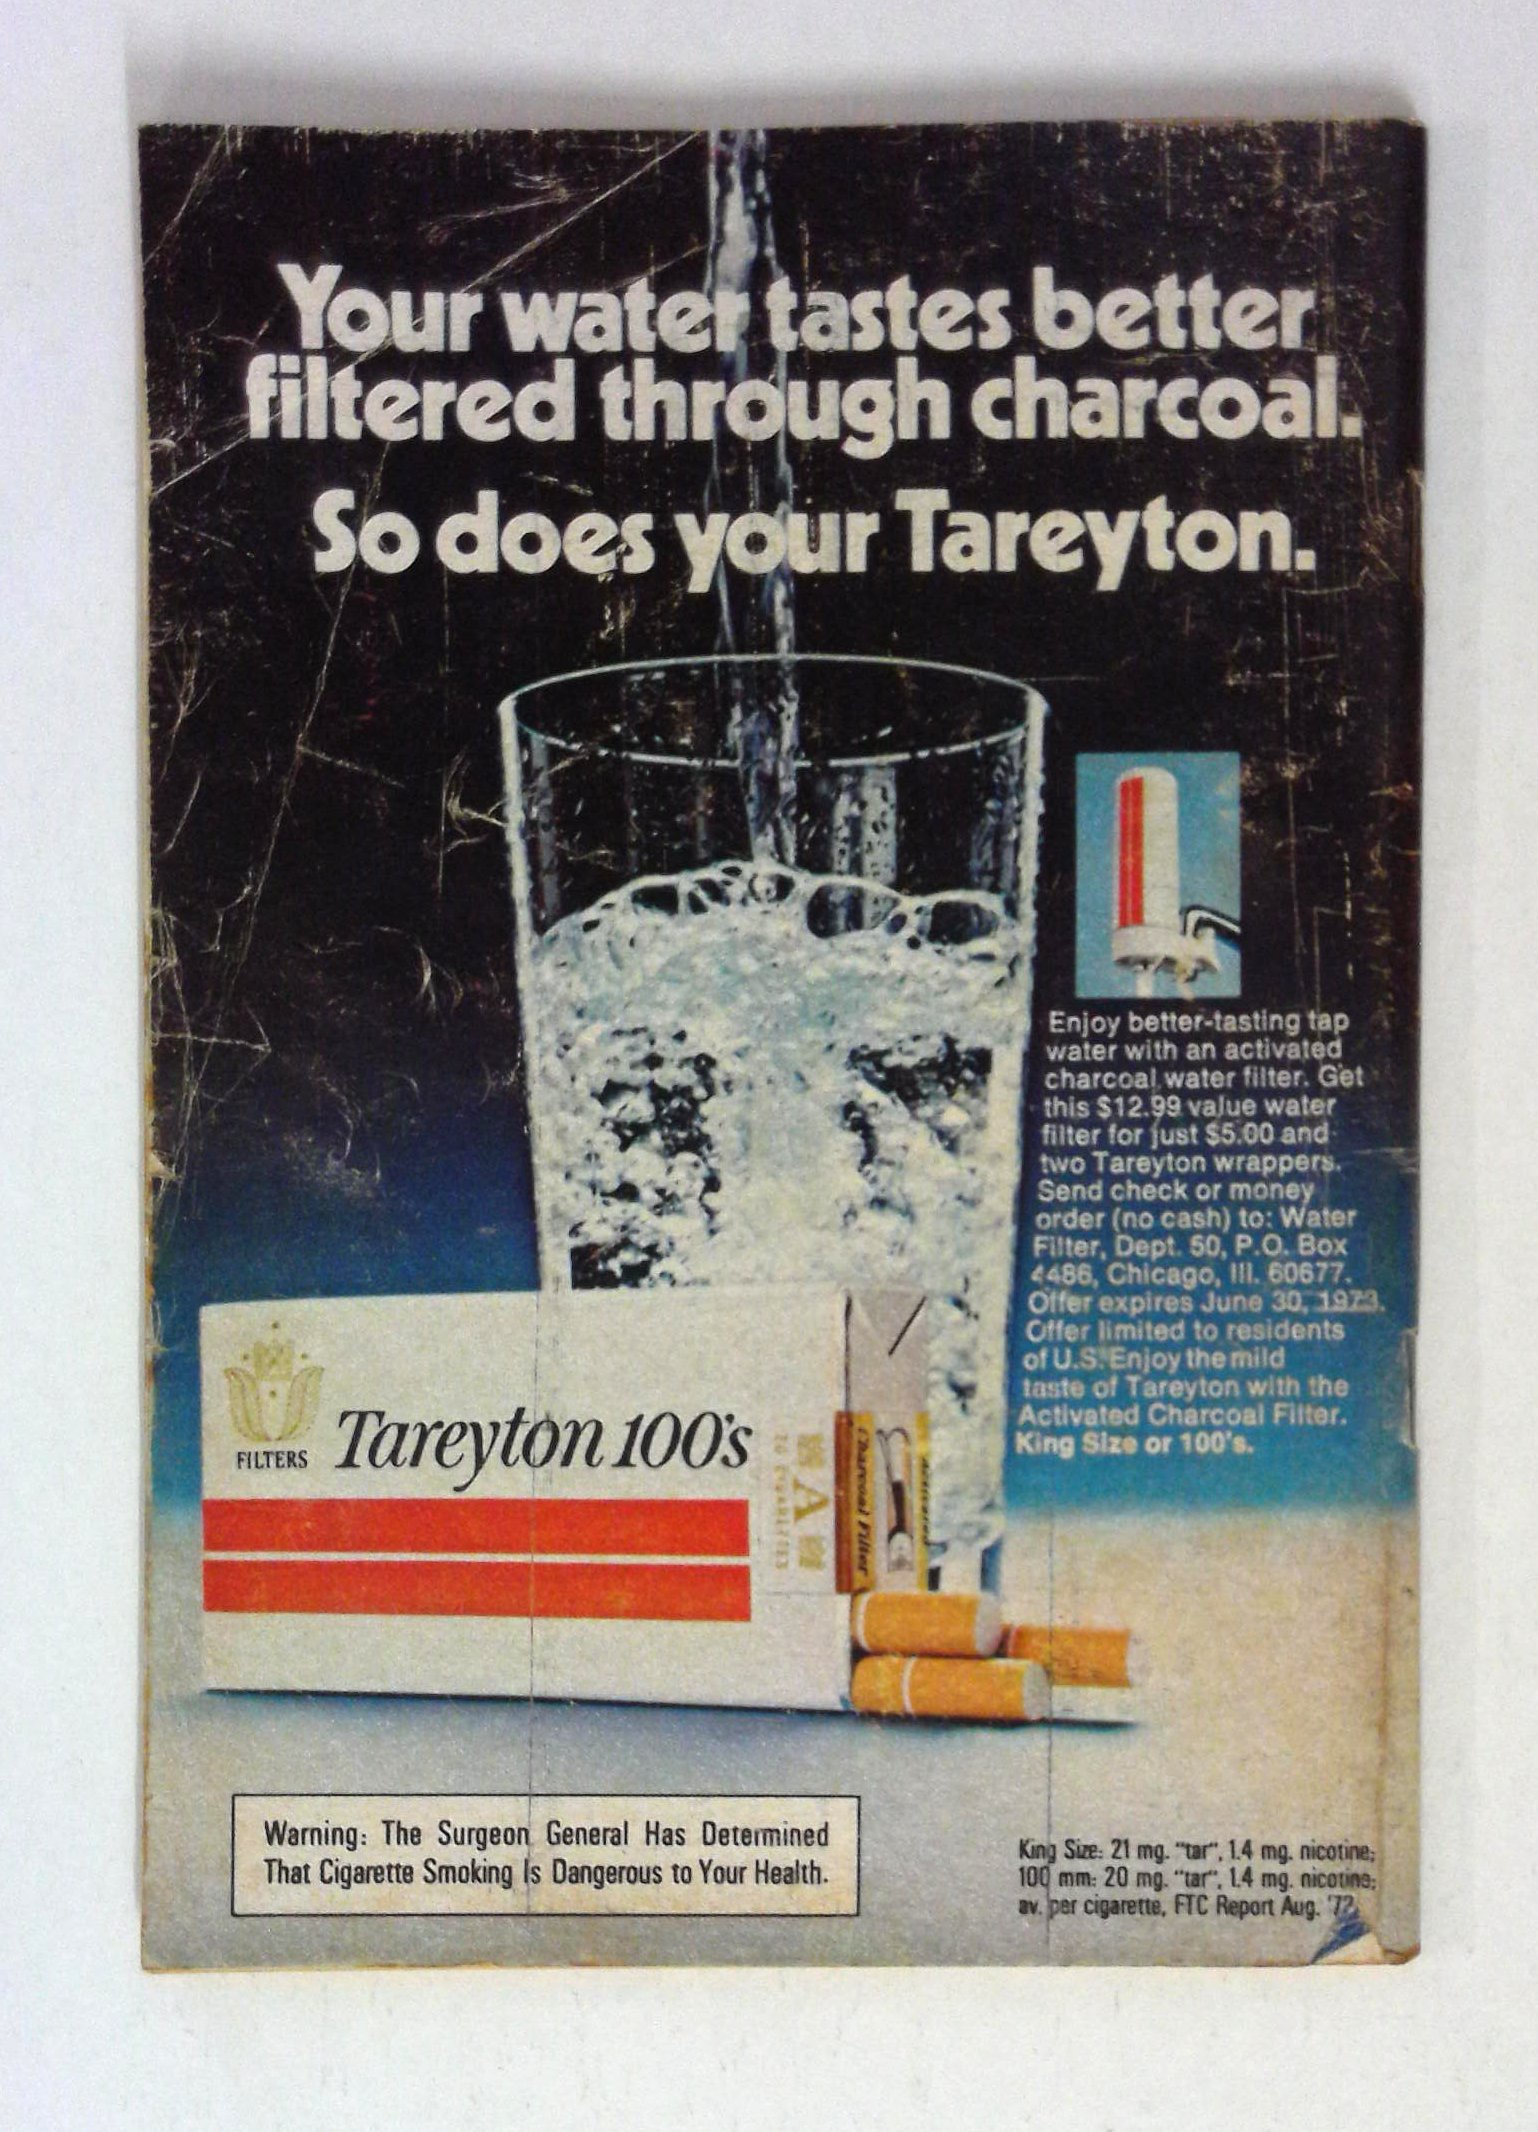 Your water tastes better
filtered through charcoal.
So does your Tareyton.
Enjoy better-tasting tap
water with an activated
charcoal water filter. Get
this $12.99 value water
filter for just $5.00 and
two Tareyton wrappers.
Send check or money
order (no cash) to: Water
Filter, Dept. 50, P.O. Box
4486, Chicago, Ill. 60677.
Offer expires June 30, 1973.
Offer limited to residents
of U.S. Enjoy the mild
taste of Tareyton with the
Activated Charcoal Filter.
King Size or 100's.
FILTERS
Tareyton 100's
A
Charcoal Filter
Activated
Warning: The Surgeon General Has Determined
That Cigarette Smoking Is Dangerous to Your Health.
King Size: 21 mg. "tar", 1.4 mg. nicotine;
100 mm: 20 mg. "tar", 1.4 mg. nicotine;
av. per cigarette, FTC Report Aug. '72.